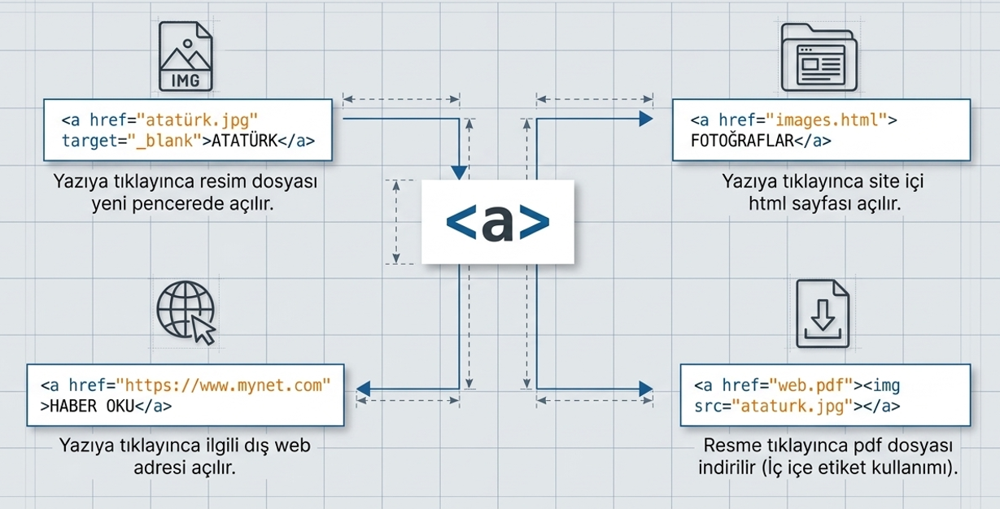 IMG
<a href="atatürk.jpg"
target="_blank">ATATÜRK</a>
Yazıya tıklayınca resim dosyası
yeni pencerede açılır.
<a href="images.html">
FOTOĞRAFLAR</a>
Yazıya tıklayınca site içi
html sayfası açılır.
<a>
<a href="https://www.mynet.com"
>HABER OKU</a>
Yazıya tıklayınca ilgili dış web
adresi açılır.
<a href="web.pdf"><img
src="ataturk.jpg"></a>
Resme tıklayınca pdf dosyası
indirilir (İç içe etiket kullanımı).